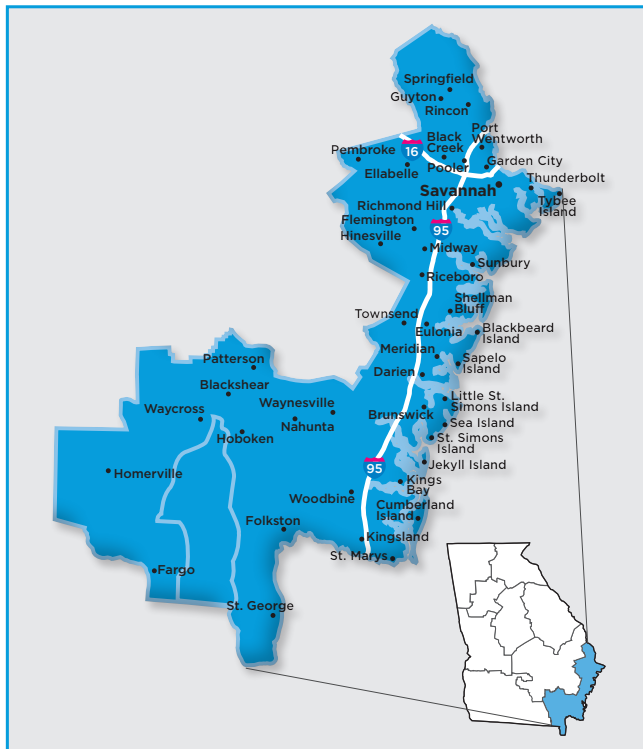 Springfield
Guyton
Rincon
Port
Wentworth
Black
Creek
16
Pembroke
Ellabelle
Pooler
Garden City
Thunderbolt
Savannah
Tybee
Island
Richmond Hill
Flemington
95
Hinesville
Midway
Sunbury
Riceboro
Shellman
Bluff
Townsend
Eulonia
Blackbeard
Island
Meridian
Sapelo
Island
Patterson
Darien
Blackshear
Little St.
Simons Island
Waynesville
Waycross
Brunswick
Nahunta
Sea Island
Hoboken
St. Simons
Island
Jekyll Island
95
Homerville
Kings
Bay
Woodbine
Cumberland
Island
Folkston
Kingsland
St. Marys
Fargo
St. George